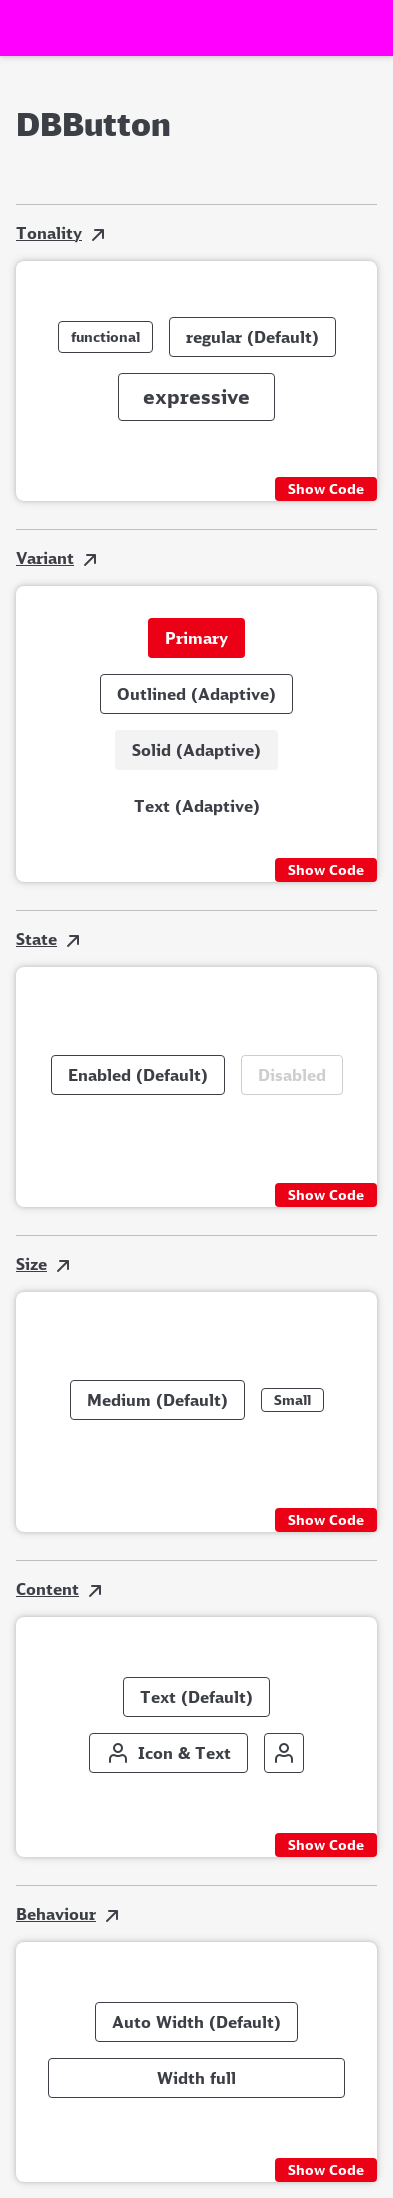 DBButton
Tonality
functional
regular (Default)
expressive
Show Code
Variant
Primary
Outlined (Adaptive)
Solid (Adaptive)
Text (Adaptive)
Show Code
State
Enabled (Default)
Disabled
Show Code
Size
Medium (Default)
Small
Show Code
Content
Text (Default)
Icon & Text
Show Code
Behaviour
Auto Width (Default)
Width full
Show Code